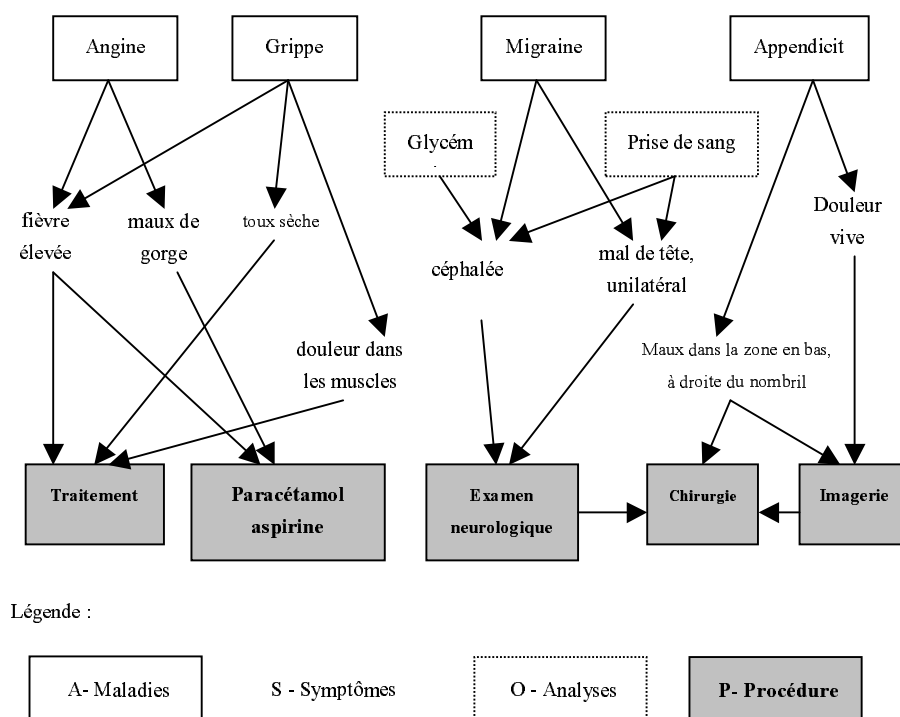 Angine
Grippe
Migraine
Appendicit
Glycém
.
Prise de sang
fièvre
élevée
maux de
gorge
toux sèche
céphalée
mal de tête,
unilatéral
Douleur
vive
douleur dans
les muscles
Maux dans la zone en bas,
à droite du nombril
Traitement
Paracétamol
aspirine
Examen
neurologique
Chirurgie
Imagerie
Légende :
A- Maladies
S - Symptômes
O - Analyses
P- Procédure